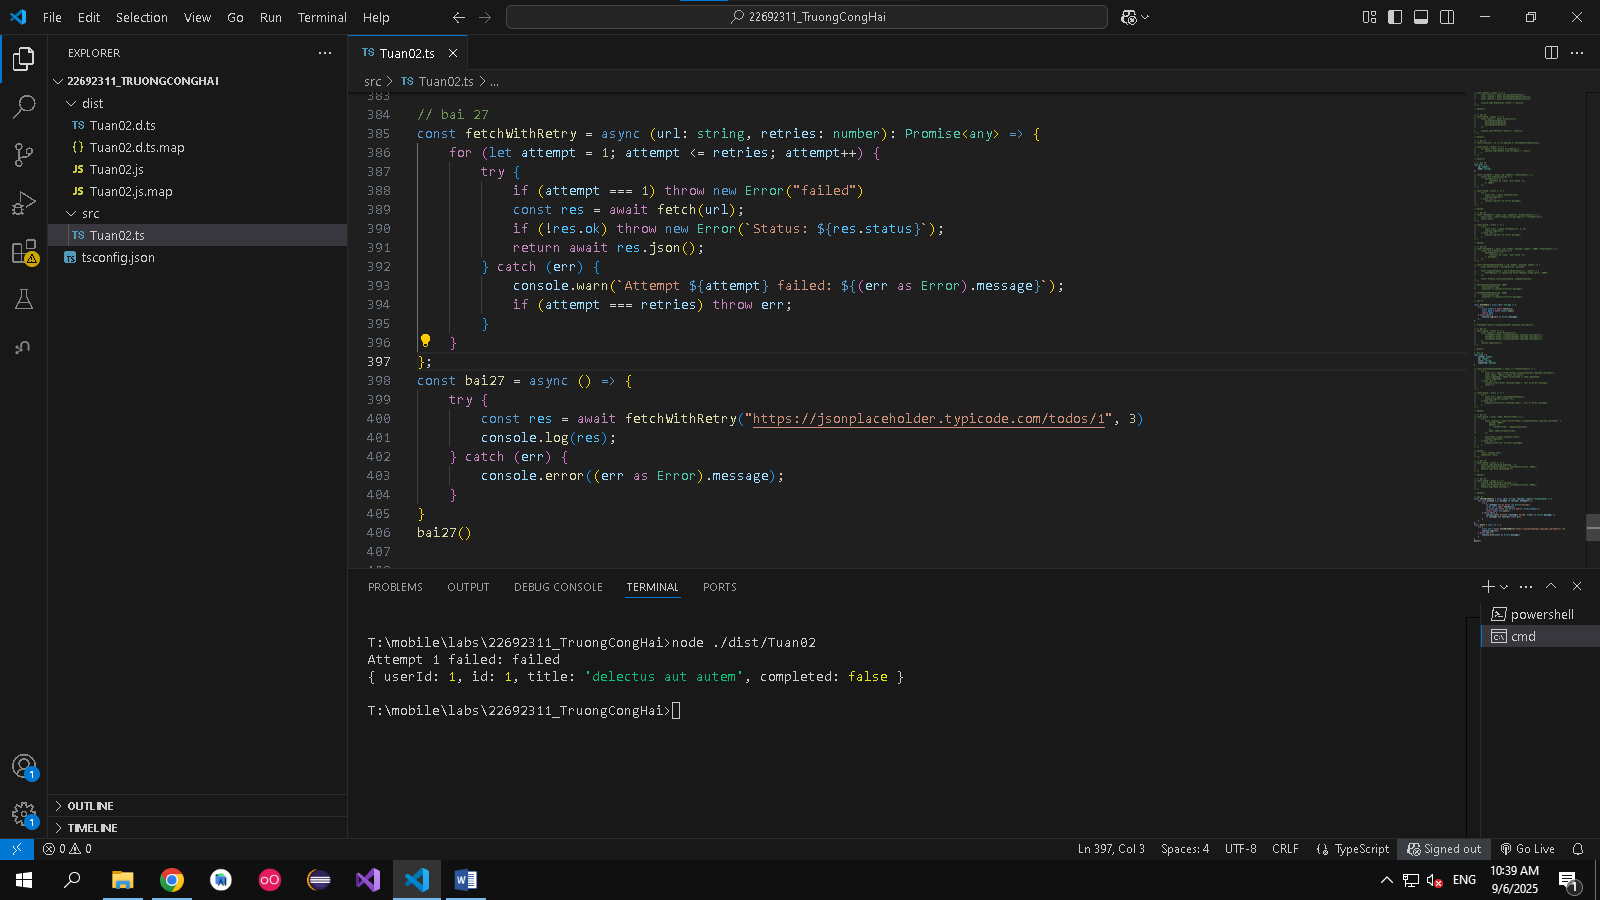 File Edit Selection View Go Run Terminal Help
22692311_TruongCongHai
EXPLORER
22692311_TRUONGCONGHAI
dist
TS Tuan02.d.ts
{} Tuan02.d.ts.map
JS Tuan02.js
JS Tuan02.js.map
src
TS Tuan02.ts
tsconfig.json
OUTLINE
TIMELINE
TS Tuan02.ts
src > TS Tuan02.ts > ...
383
384 // bai 27
385 const fetchWithRetry = async (url: string, retries: number): Promise<any> => {
386 for (let attempt = 1; attempt <= retries; attempt++) {
387 try {
388 if (attempt === 1) throw new Error("failed")
389 const res = await fetch(url);
390 if (!res.ok) throw new Error(`Status: ${res.status}`);
391 return await res.json();
392 } catch (err) {
393 console.warn(`Attempt ${attempt} failed: ${(err as Error).message}`);
394 if (attempt === retries) throw err;
395 }
396 }
397 };
398 const bai27 = async () => {
399 try {
400 const res = await fetchWithRetry("https://jsonplaceholder.typicode.com/todos/1", 3)
401 console.log(res);
402 } catch (err) {
403 console.error((err as Error).message);
404 }
405 }
406 bai27()
407
PROBLEMS OUTPUT DEBUG CONSOLE TERMINAL PORTS
powershell
cmd
T:\mobile\labs\22692311_TruongCongHai>node ./dist/Tuan02
Attempt 1 failed: failed
{ userId: 1, id: 1, title: 'delectus aut autem', completed: false }
T:\mobile\labs\22692311_TruongCongHai>
1
1
0 0
Ln 397, Col 3 Spaces: 4 UTF-8 CRLF {} TypeScript Signed out Go Live
ENG
10:39 AM
9/6/2025
1